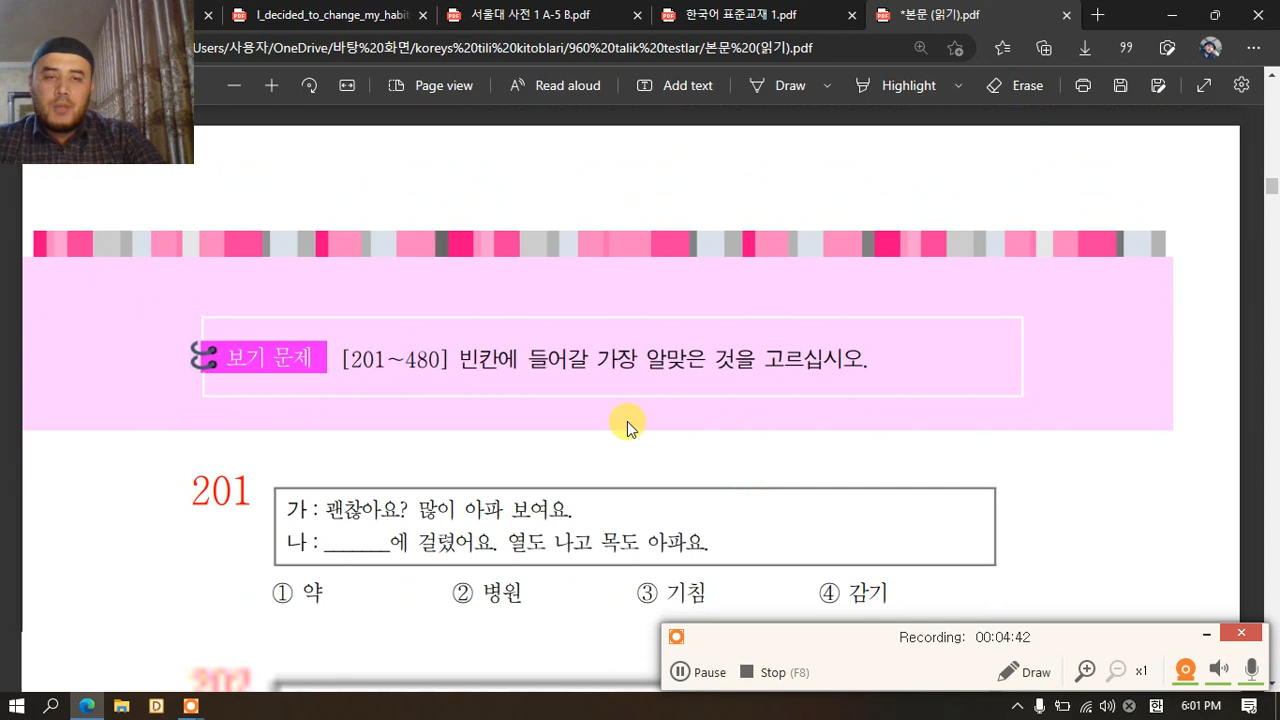 I_decided_to_change_my_habit
서울대 사전 1 A-5 B.pdf
한국어 표준교재 1.pdf
*본문 (읽기).pdf
Users/사용자/OneDrive/바탕%20화면/koreys%20tili%20kitoblari/960%20talik%20testlar/본문%20(읽기).pdf
Page view
Read aloud
Add text
Draw
Highlight
Erase
보기 문제 [201~480] 빈칸에 들어갈 가장 알맞은 것을 고르십시오.
201
가 : 괜찮아요? 많이 아파 보여요.
나 : _______에 걸렸어요. 열도 나고 목도 아파요.
① 약 ② 병원 ③ 기침 ④ 감기
202
Recording: 00:04:42
Pause Stop (F8) Draw x1
6:01 PM